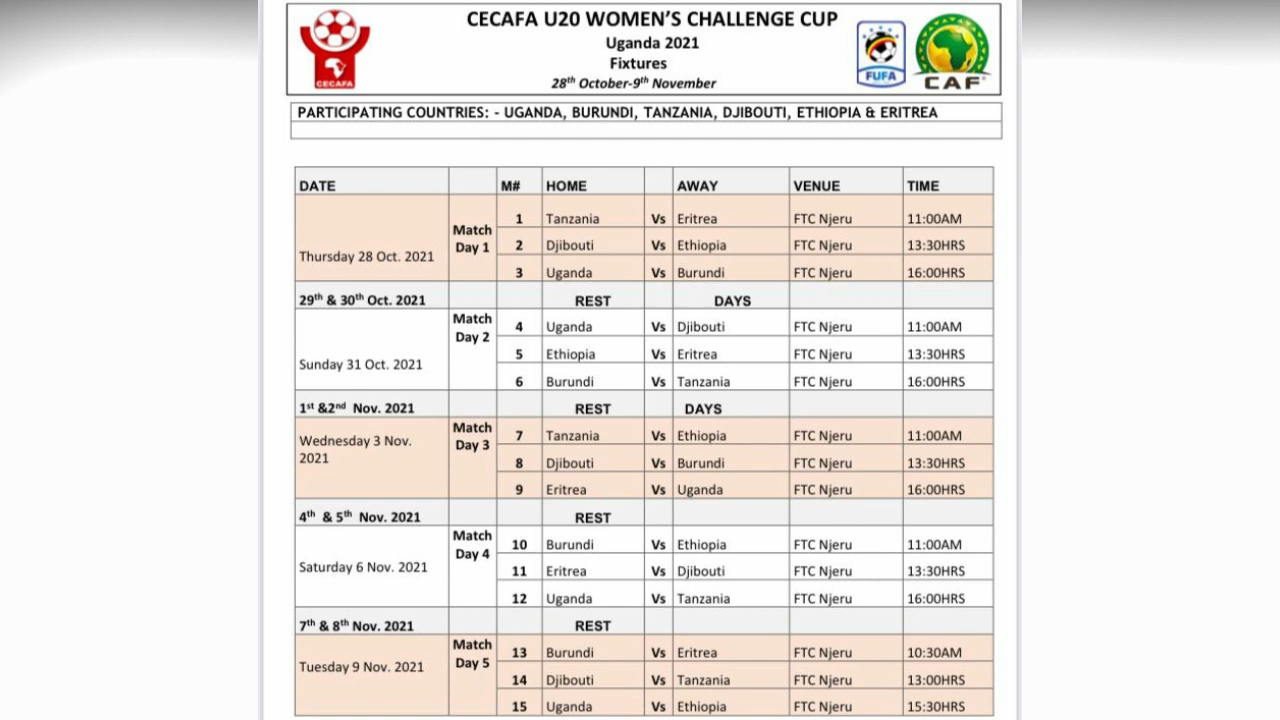 CECAFA U20 WOMEN'S CHALLENGE CUP
Uganda 2021
Fixtures
28th October-9th November
CECAFA
FUFA
CAF
PARTICIPATING COUNTRIES: - UGANDA, BURUNDI, TANZANIA, DJIBOUTI, ETHIOPIA & ERITREA
DATE M# HOME AWAY VENUE TIME
Thursday 28 Oct. 2021 Match Day 1
1 Tanzania Vs Eritrea FTC Njeru 11:00AM
2 Djibouti Vs Ethiopia FTC Njeru 13:30HRS
3 Uganda Vs Burundi FTC Njeru 16:00HRS
29th & 30th Oct. 2021 REST DAYS
Sunday 31 Oct. 2021 Match Day 2
4 Uganda Vs Djibouti FTC Njeru 11:00AM
5 Ethiopia Vs Eritrea FTC Njeru 13:30HRS
6 Burundi Vs Tanzania FTC Njeru 16:00HRS
1st &2nd Nov. 2021 REST DAYS
Wednesday 3 Nov. 2021 Match Day 3
7 Tanzania Vs Ethiopia FTC Njeru 11:00AM
8 Djibouti Vs Burundi FTC Njeru 13:30HRS
9 Eritrea Vs Uganda FTC Njeru 16:00HRS
4th & 5th Nov. 2021 REST
Saturday 6 Nov. 2021 Match Day 4
10 Burundi Vs Ethiopia FTC Njeru 11:00AM
11 Eritrea Vs Djibouti FTC Njeru 13:30HRS
12 Uganda Vs Tanzania FTC Njeru 16:00HRS
7th & 8th Nov. 2021 REST
Tuesday 9 Nov. 2021 Match Day 5
13 Burundi Vs Eritrea FTC Njeru 10:30AM
14 Djibouti Vs Tanzania FTC Njeru 13:00HRS
15 Uganda Vs Ethiopia FTC Njeru 15:30HRS